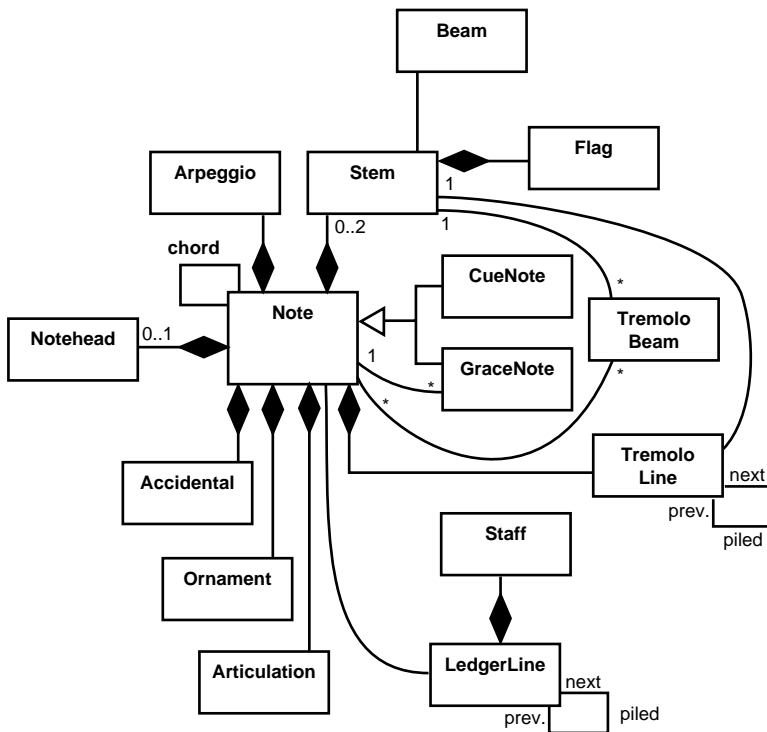 Beam
Flag
Arpeggio
Stem
1
0..2
1
chord
CueNote
*
Note
Tremolo
Beam
Notehead
0..1
1
GraceNote
*
*
*
Accidental
Tremolo
Line
next
prev.
piled
Staff
Ornament
Articulation
LedgerLine
next
prev.
piled